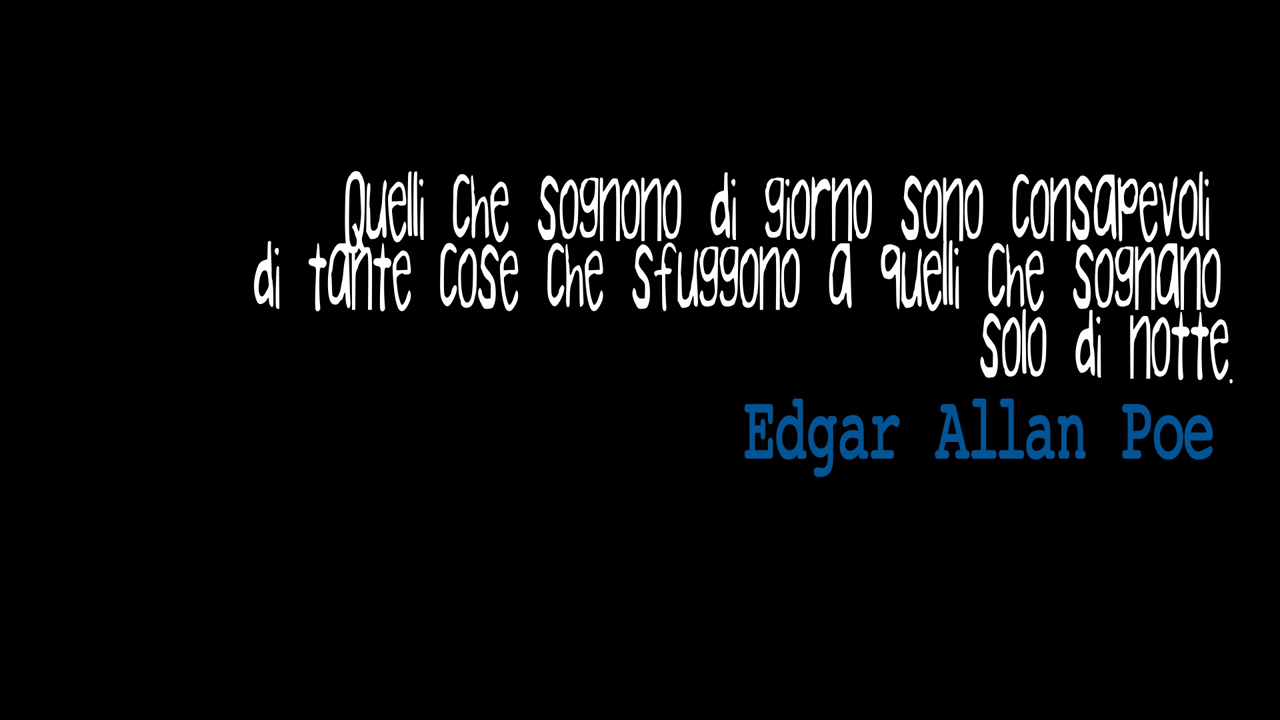 Quelli che sognono di giorno sono consapevoli
di tante cose che sfuggono a quelli che sognano
solo di notte.
Edgar Allan Poe